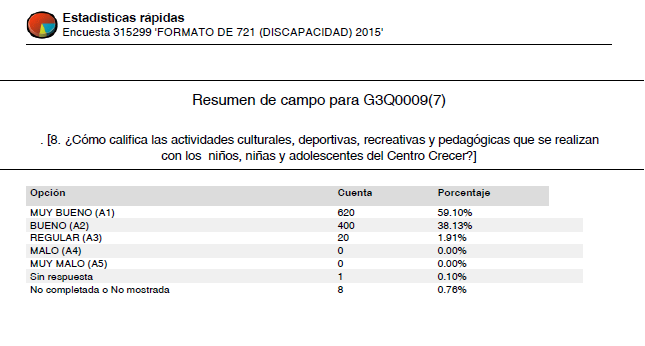 Estadísticas rápidas
Encuesta 315299 'FORMATO DE 721 (DISCAPACIDAD) 2015'
Resumen de campo para G3Q0009(7)
. [8. ¿Cómo califica las actividades culturales, deportivas, recreativas y pedagógicas que se realizan
con los niños, niñas y adolescentes del Centro Crecer?]
Opción Cuenta Porcentaje
MUY BUENO (A1) 620 59.10%
BUENO (A2) 400 38.13%
REGULAR (A3) 20 1.91%
MALO (A4) 0 0.00%
MUY MALO (A5) 0 0.00%
Sin respuesta 1 0.10%
No completada o No mostrada 8 0.76%